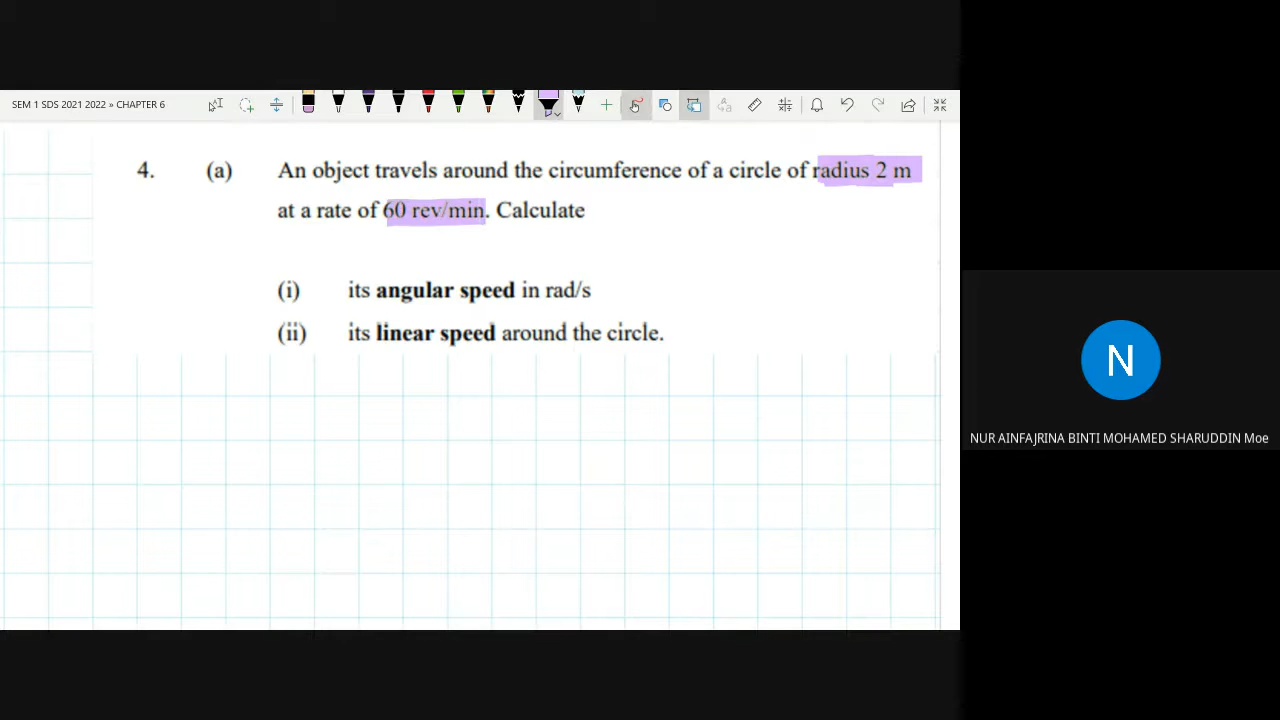 SEM 1 SDS 2021 2022 » CHAPTER 6
4. (a) An object travels around the circumference of a circle of radius 2 m
at a rate of 60 rev/min. Calculate
(i) its angular speed in rad/s
(ii) its linear speed around the circle.
N
NUR AINFAJRINA BINTI MOHAMED SHARUDDIN Moe